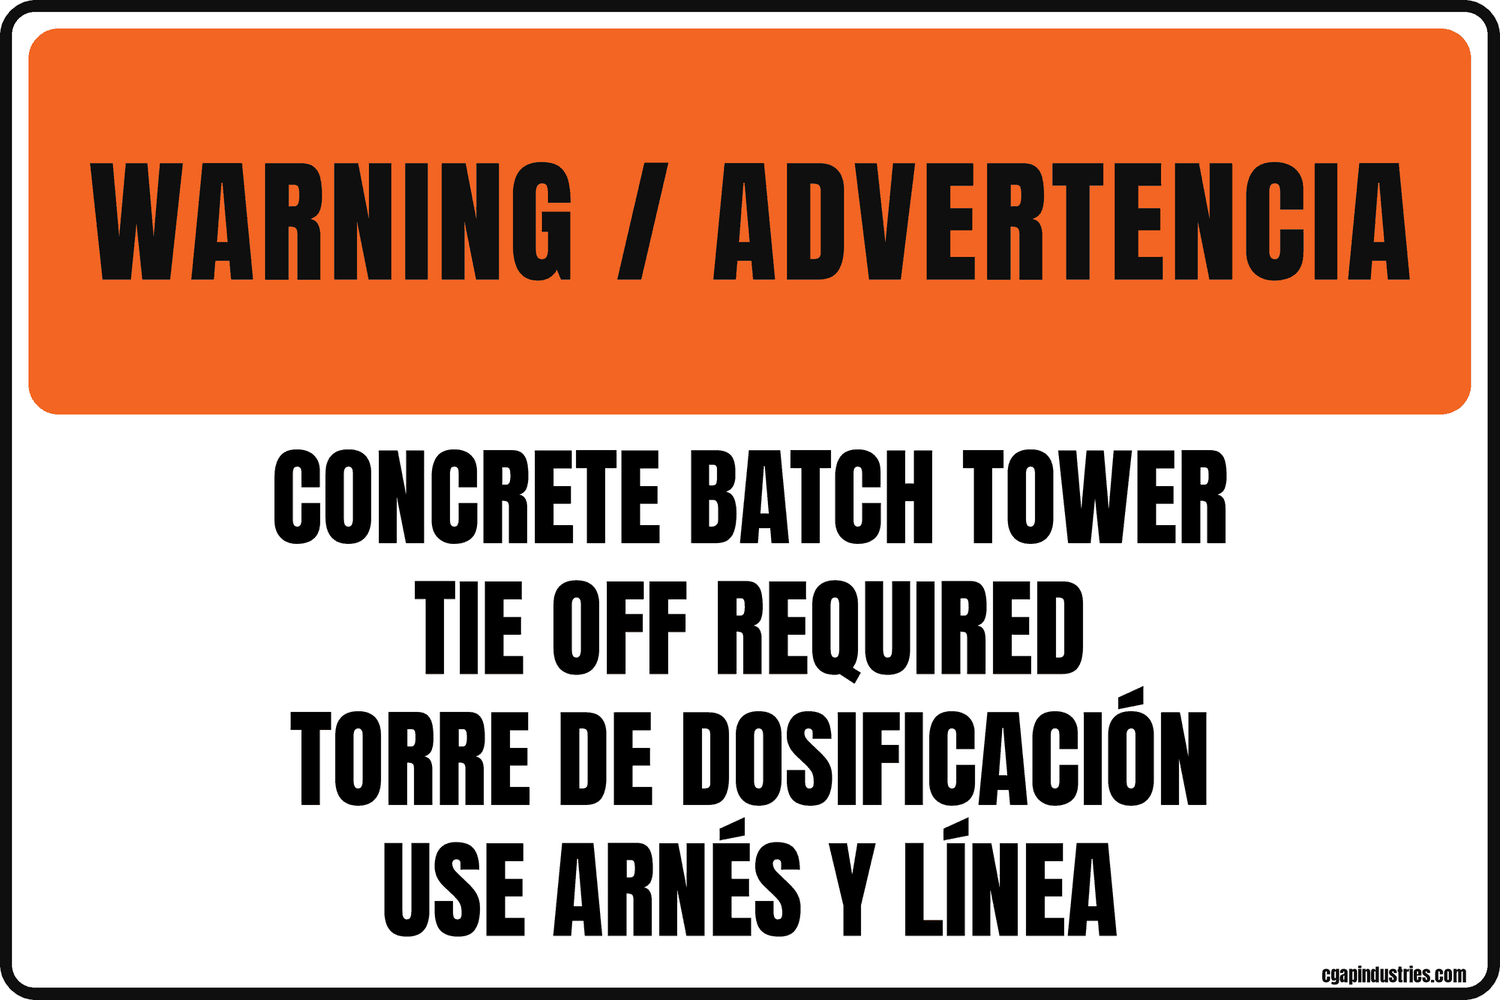 WARNING / ADVERTENCIA
CONCRETE BATCH TOWER
TIE OFF REQUIRED
TORRE DE DOSIFICACIÓN
USE ARNÉS Y LÍNEA
cgapindustries.com